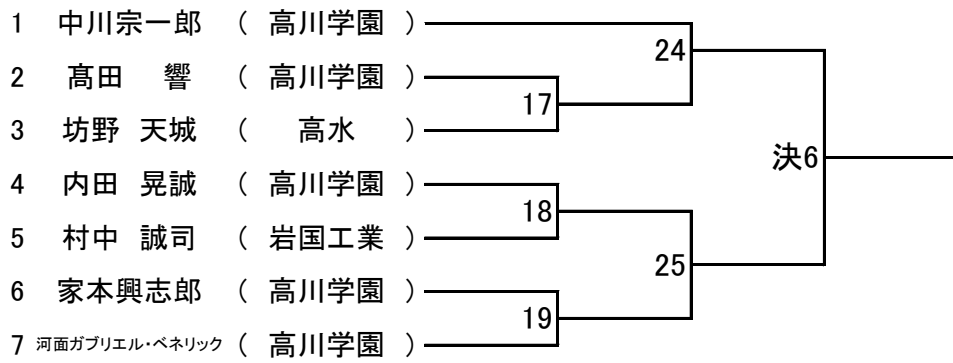 1 中川宗一郎 ( 高川学園 )
24
2 髙田 響 ( 高川学園 )
17
3 坊野 天城 ( 高水 )
決6
4 内田 晃誠 ( 高川学園 )
18
5 村中 誠司 ( 岩国工業 )
25
6 家本興志郎 ( 高川学園 )
19
7 河面ガブリエル・ベネリック ( 高川学園 )